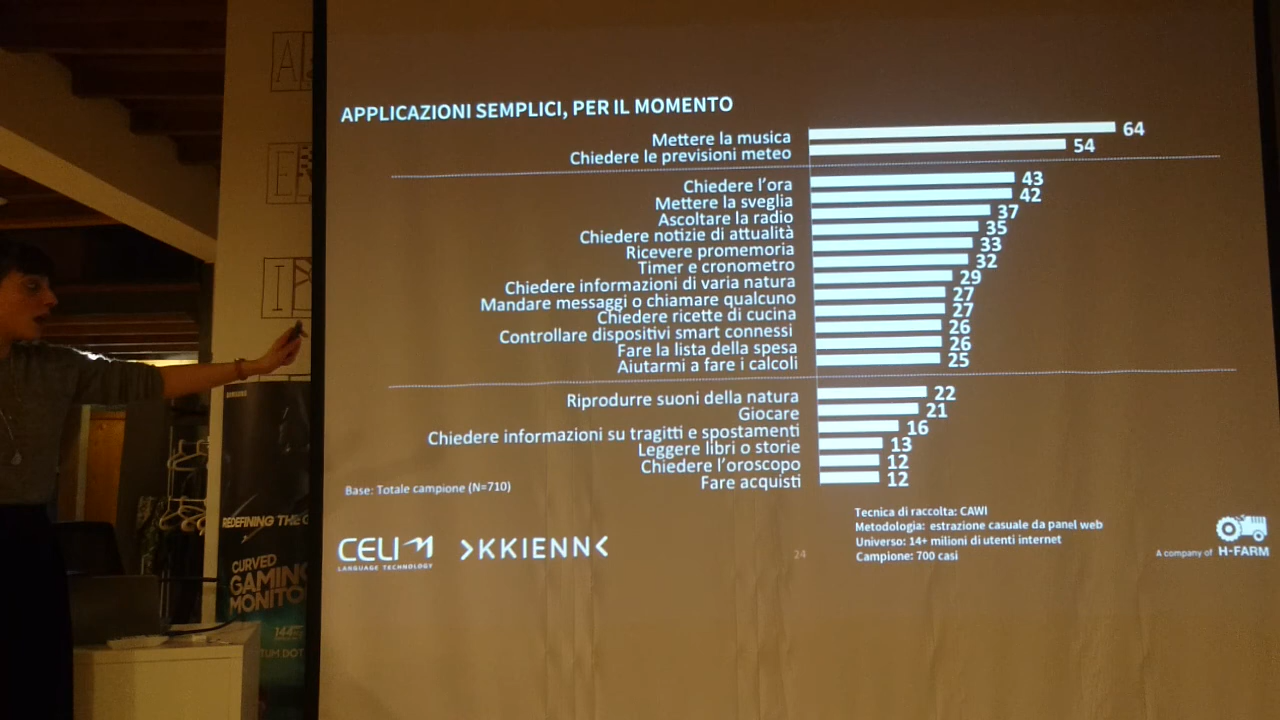 APPLICAZIONI SEMPLICI, PER IL MOMENTO
Mettere la musica 64
Chiedere le previsioni meteo 54
Chiedere l'ora 43
Mettere la sveglia 42
Ascoltare la radio 37
Chiedere notizie di attualità 35
Ricevere promemoria 33
Timer e cronometro 32
Chiedere informazioni di varia natura 29
Mandare messaggi o chiamare qualcuno 27
Chiedere ricette di cucina 27
Controllare dispositivi smart connessi 26
Fare la lista della spesa 26
Aiutarmi a fare i calcoli 25
Riprodurre suoni della natura 22
Giocare 21
Chiedere informazioni su tragitti e spostamenti 16
Leggere libri o storie 13
Chiedere l'oroscopo 12
Fare acquisti 12
Base: Totale campione (N=710)
CELI
LANGUAGE TECHNOLOGY
>KKIENN<
24
Tecnica di raccolta: CAWI
Metodologia: estrazione casuale da panel web
Universo: 14+ milioni di utenti internet
Campione: 700 casi
A company of H-FARM
SAMSUNG
REDEFINING THE
CURVED
GAMING
144